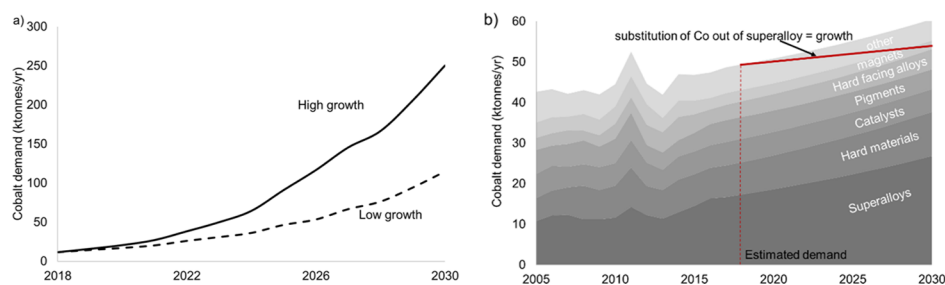 a)
Cobalt demand (ktonnes/yr)
300
250
200
150
100
50
0
High growth
Low growth
2018
2022
2026
2030
b)
Cobalt demand (ktonnes/yr)
60
50
40
30
20
10
0
substitution of Co out of superalloy = growth
other
magnets
Hard facing alloys
Pigments
Catalysts
Hard materials
Superalloys
Estimated demand
2005
2010
2015
2020
2025
2030